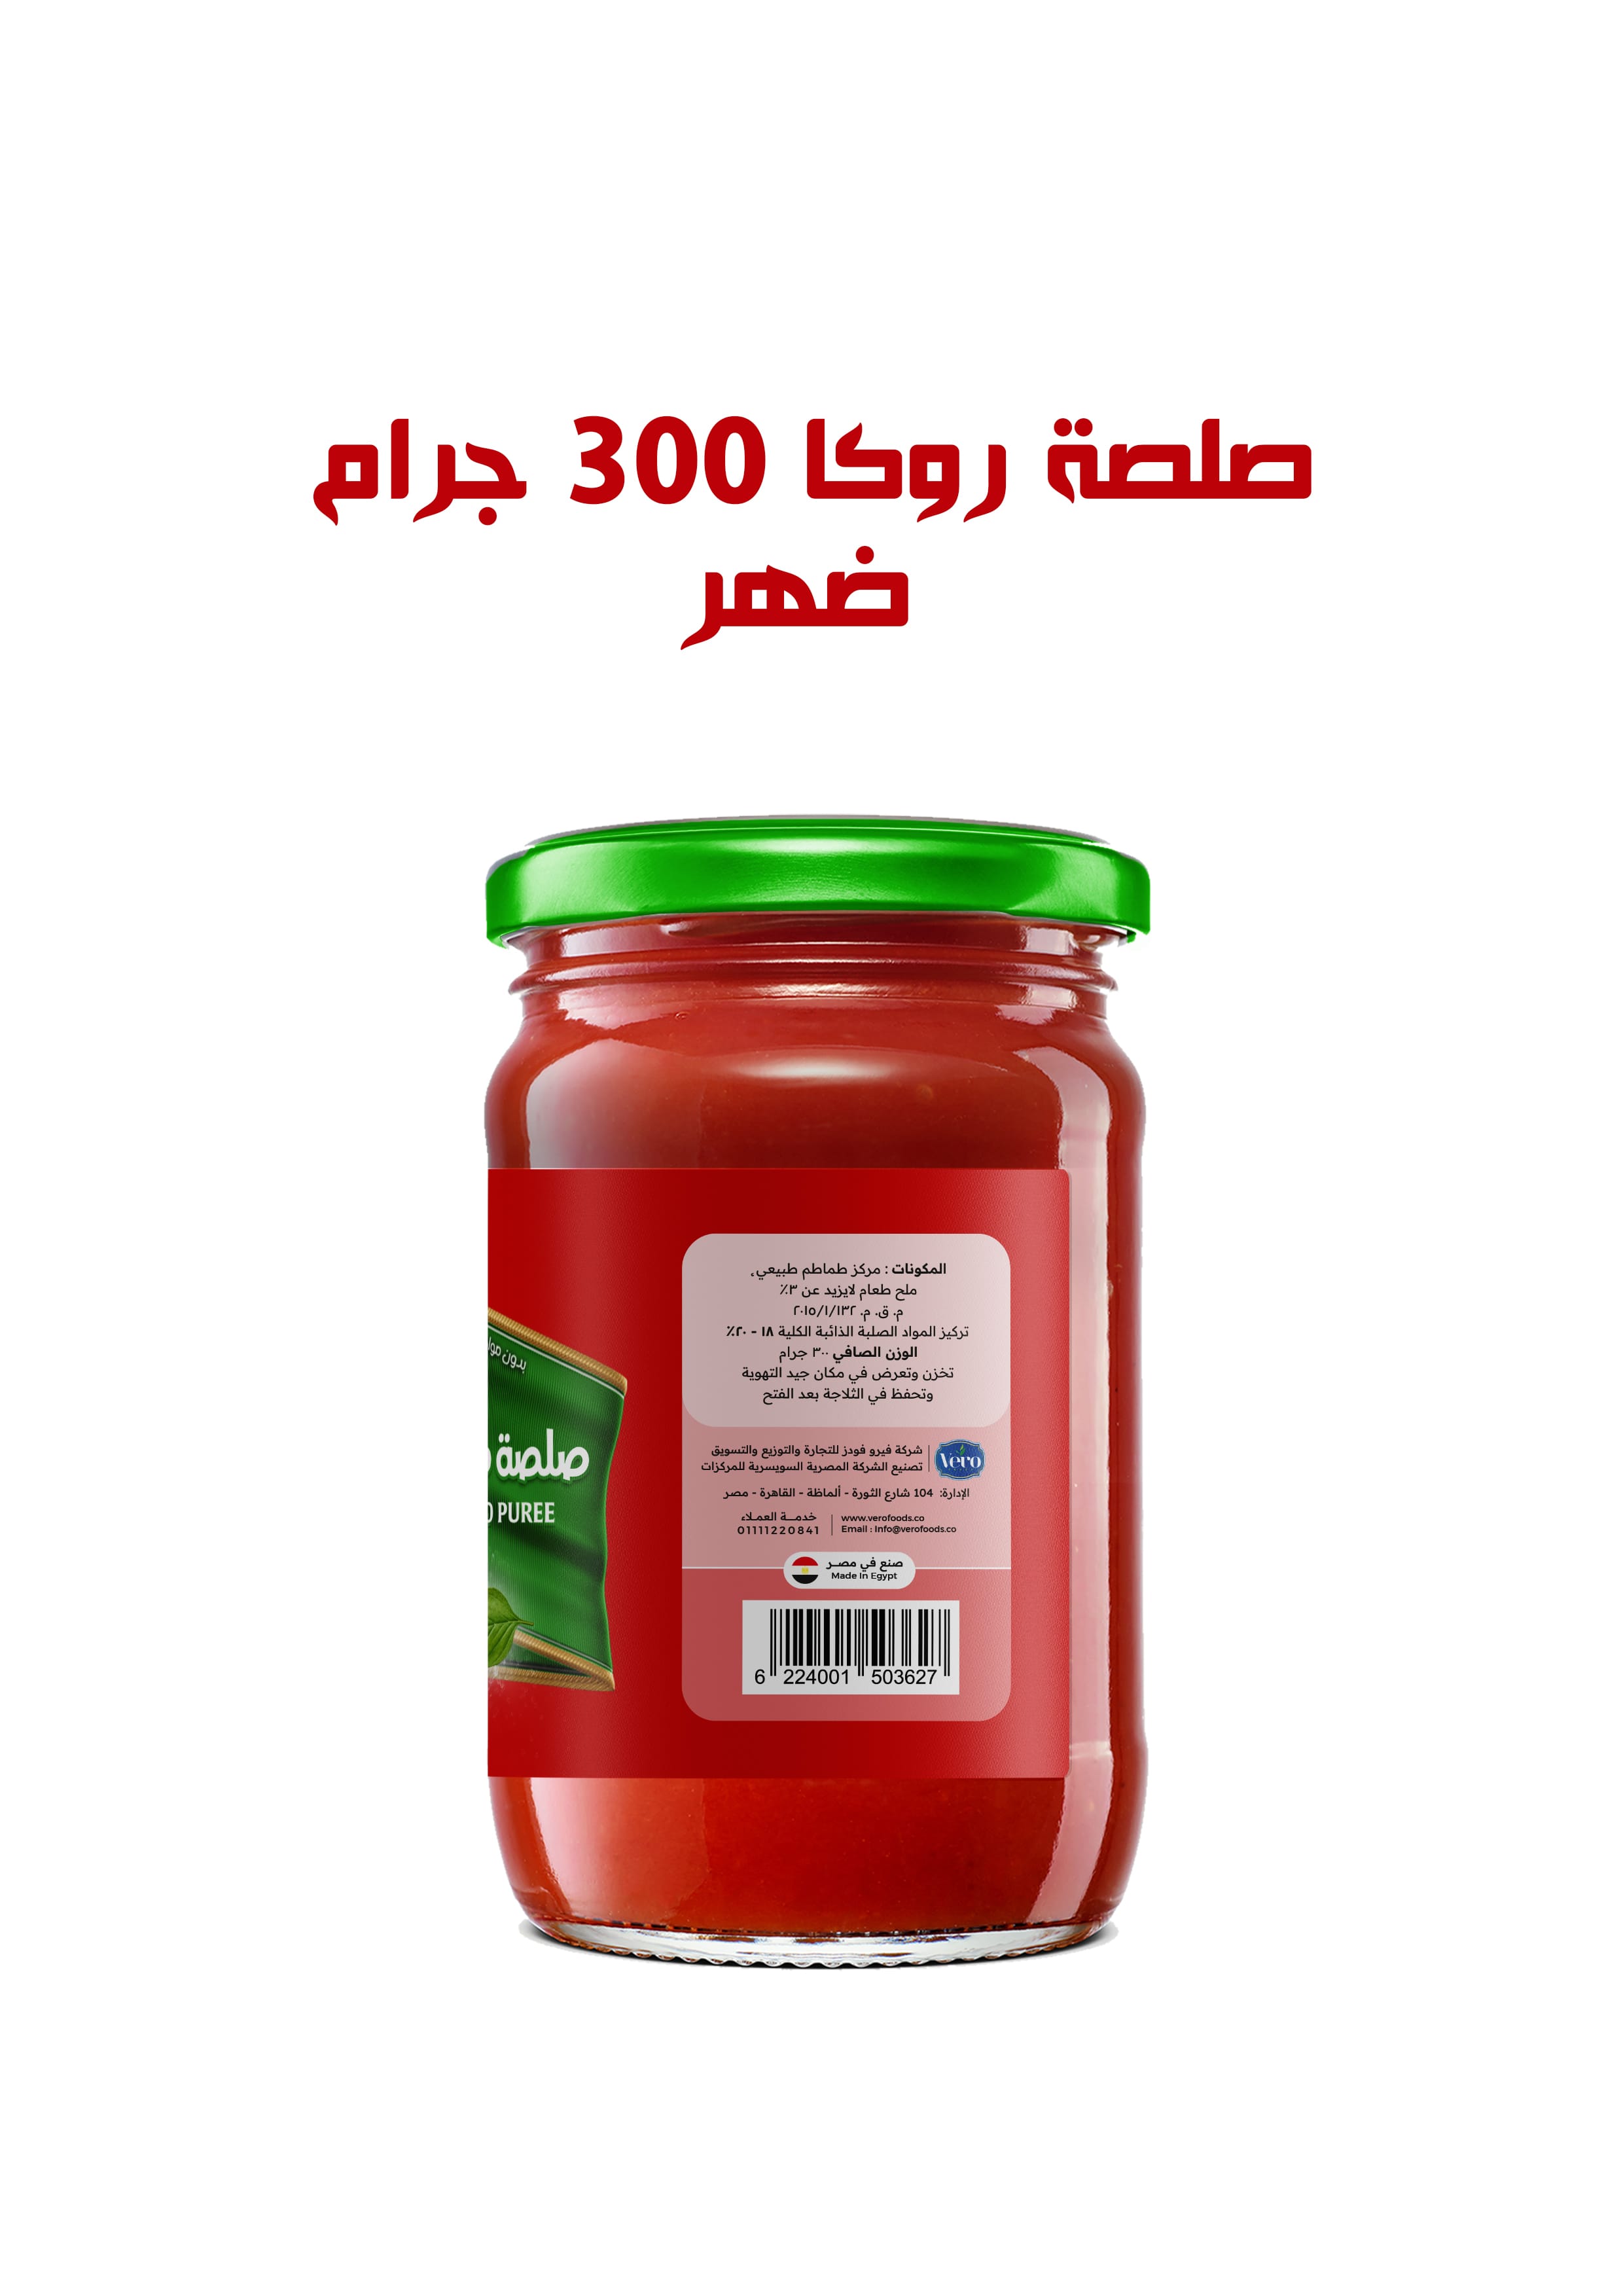 صلصة روكا 300 جرام
ضهر
المكونات : مركز طماطم طبيعي،
ملح طعام لايزيد عن ٣٪
م. ق. م. ٢٠١٥/١/١٣٢
تركيز المواد الصلبة الذائبة الكلية ١٨ - ٢٠٪
الوزن الصافي ٣٠٠ جرام
تخزن وتعرض في مكان جيد التهوية
وتحفظ في الثلاجة بعد الفتح
بدون
صلصة
PUREE
Vero
شركة فيرو فودز للتجارة والتوزيع والتسويق
تصنيع الشركة المصرية السويسرية للمركزات
الإدارة: 104 شارع الثورة - ألماظة - القاهرة - مصر
www.verofoods.co
Email : Info@verofoods.co
خدمـــة العمـلاء
01111220841
صنع في مصـر
Made In Egypt
6 224001 503627